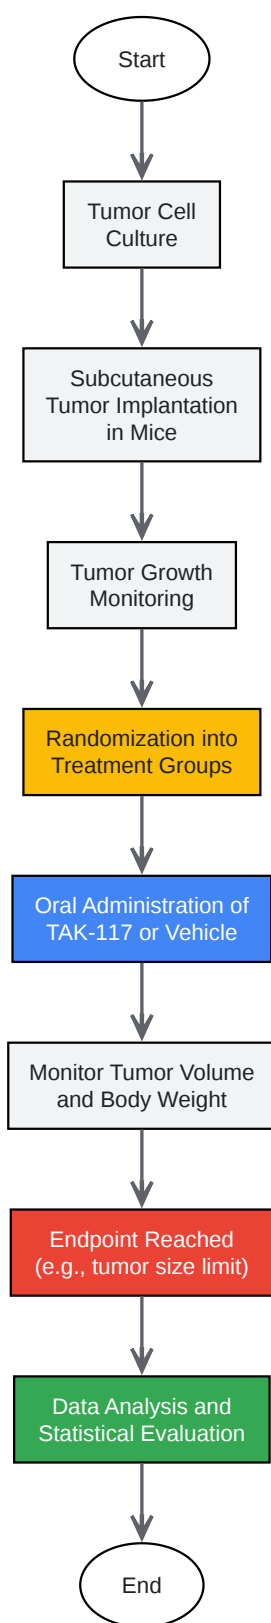 Start
Tumor Cell
Culture
Subcutaneous
Tumor Implantation
in Mice
Tumor Growth
Monitoring
Randomization into
Treatment Groups
Oral Administration of
TAK-117 or Vehicle
Monitor Tumor Volume
and Body Weight
Endpoint Reached
(e.g., tumor size limit)
Data Analysis and
Statistical Evaluation
End